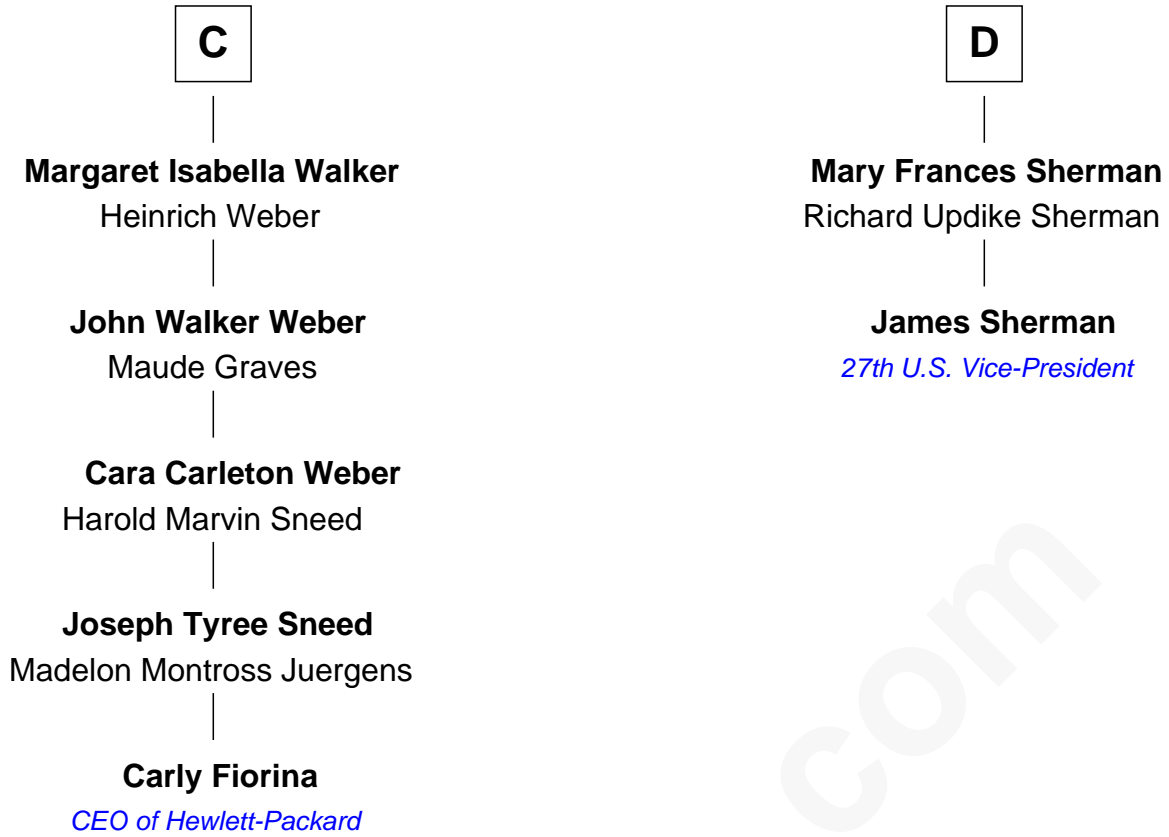 C
Margaret Isabella Walker
Heinrich Weber
John Walker Weber
Maude Graves
Cara Carleton Weber
Harold Marvin Sneed
Joseph Tyree Sneed
Madelon Montross Juergens
Carly Fiorina
CEO of Hewlett-Packard
D
Mary Frances Sherman
Richard Updike Sherman
James Sherman
27th U.S. Vice-President
com